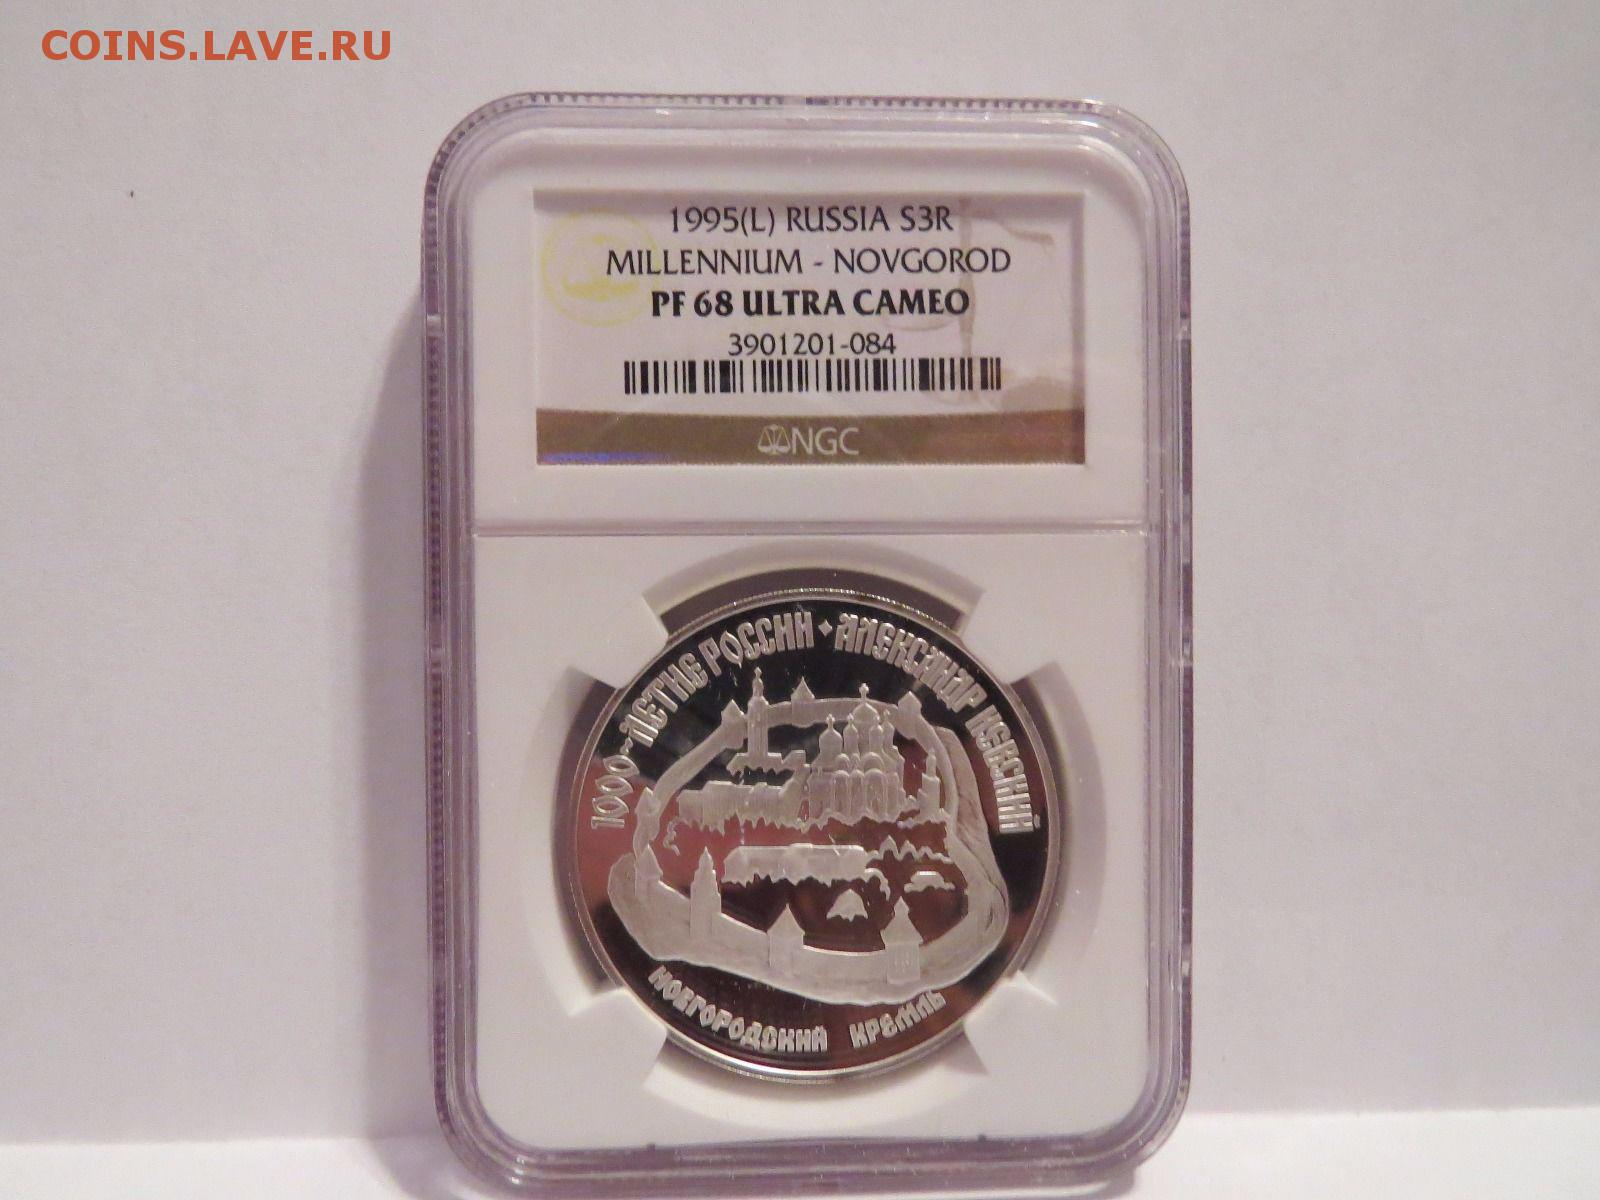 COINS.LAVE.RU
1995(L) RUSSIA S3R
MILLENNIUM - NOVGOROD
PF 68 ULTRA CAMEO
3901201-084
NGC
1000-ЛЕТИЕ РОССИИ • АЛЕКСАНДР НЕВСКИЙ
НОВГОРОДСКИЙ КРЕМЛЬ